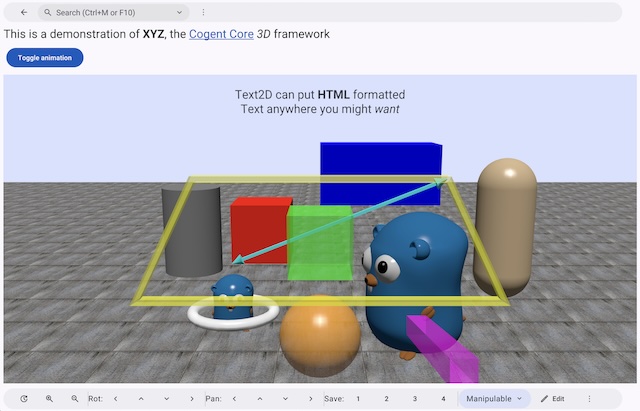 Search (Ctrl+M or F10)
This is a demonstration of XYZ, the Cogent Core 3D framework
Toggle animation
Text2D can put HTML formatted
Text anywhere you might want
Rot: Pan: Save: 1 2 3 4 Manipulable Edit